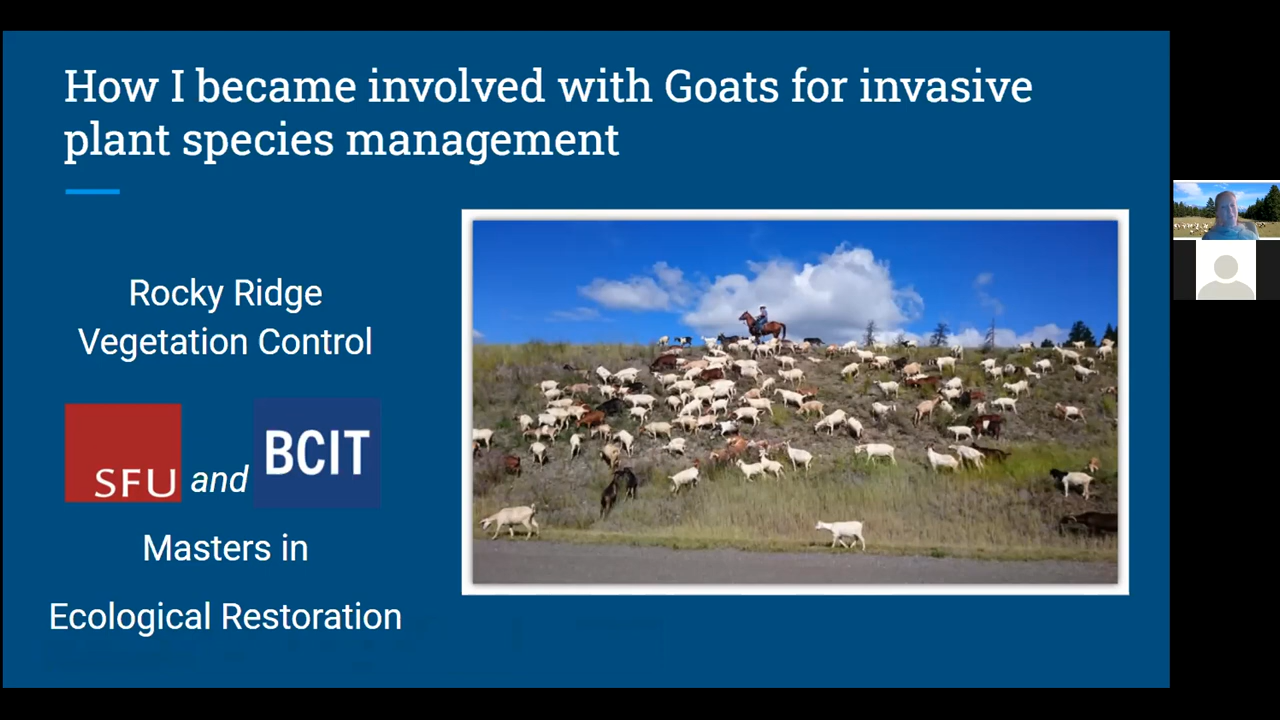 How I became involved with Goats for invasive
plant species management
Rocky Ridge
Vegetation Control
SFU and BCIT
Masters in
Ecological Restoration